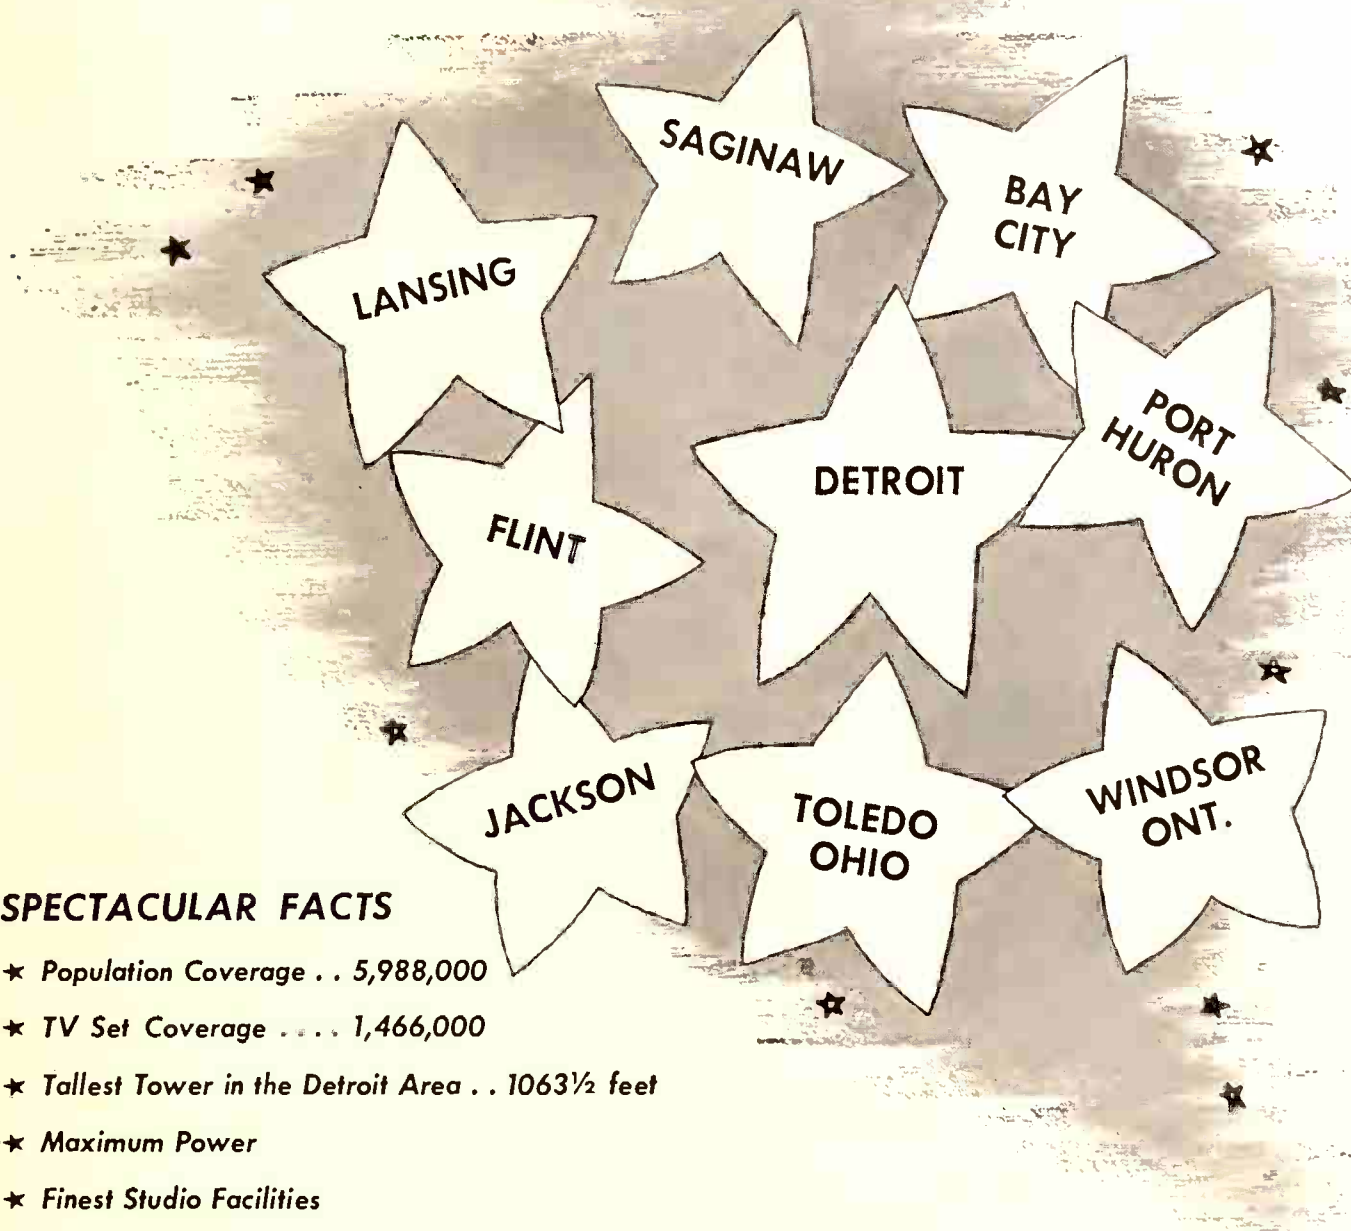 SAGINAW
BAY
CITY
LANSING
PORT
HURON
DETROIT
FLINT
JACKSON
TOLEDO
OHIO
WINDSOR
ONT.
SPECTACULAR FACTS
★ Population Coverage . . 5,988,000
★ TV Set Coverage . . . . 1,466,000
★ Tallest Tower in the Detroit Area . . 1063½ feet
★ Maximum Power
★ Finest Studio Facilities